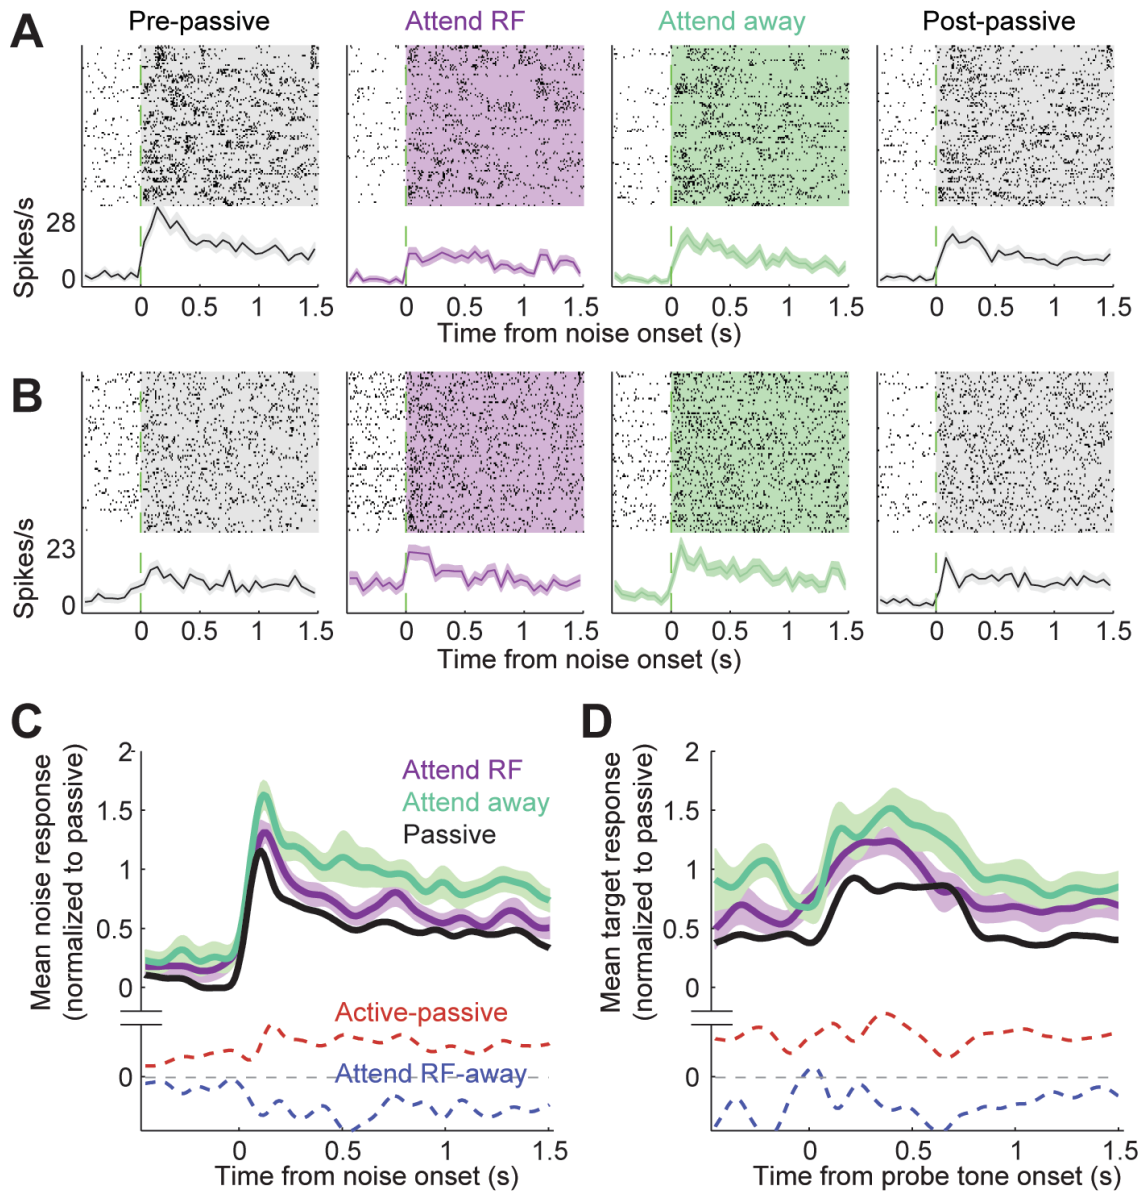 A
Pre-passive
Attend RF
Attend away
Post-passive
Spikes/s
28
0
0 0.5 1 1.5
0 0.5 1 1.5
0 0.5 1 1.5
0 0.5 1 1.5
Time from noise onset (s)
B
Spikes/s
23
0
0 0.5 1 1.5
0 0.5 1 1.5
0 0.5 1 1.5
0 0.5 1 1.5
Time from noise onset (s)
C
Mean noise response
(normalized to passive)
2
1.5
1
0.5
0
Attend RF
Attend away
Passive
Active-passive
0
Attend RF-away
0 0.5 1 1.5
Time from noise onset (s)
D
Mean target response
(normalized to passive)
2
1.5
1
0.5
0
0
0 0.5 1 1.5
Time from probe tone onset (s)